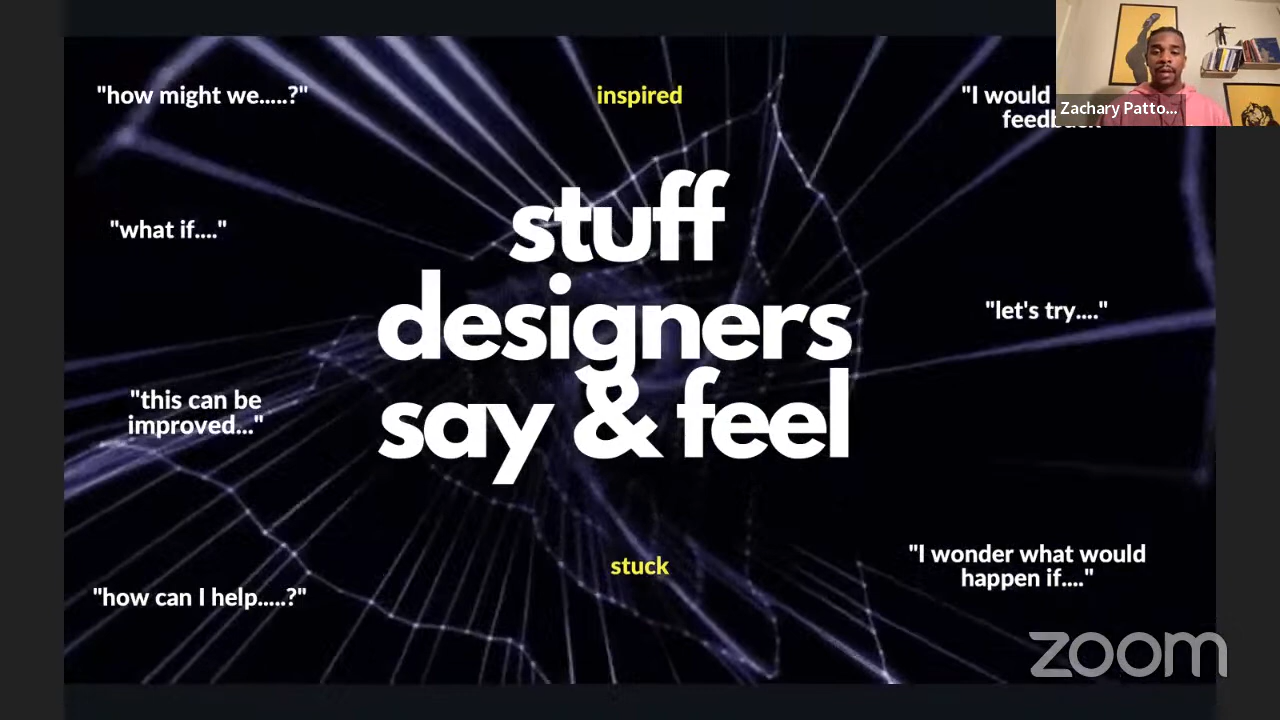 "how might we.....?"
inspired
"I would
feedback"
Zachary Patto...
"what if...."
stuff
designers
say & feel
"let's try...."
"this can be
improved..."
stuck
"I wonder what would
happen if...."
"how can I help.....?"
zoom